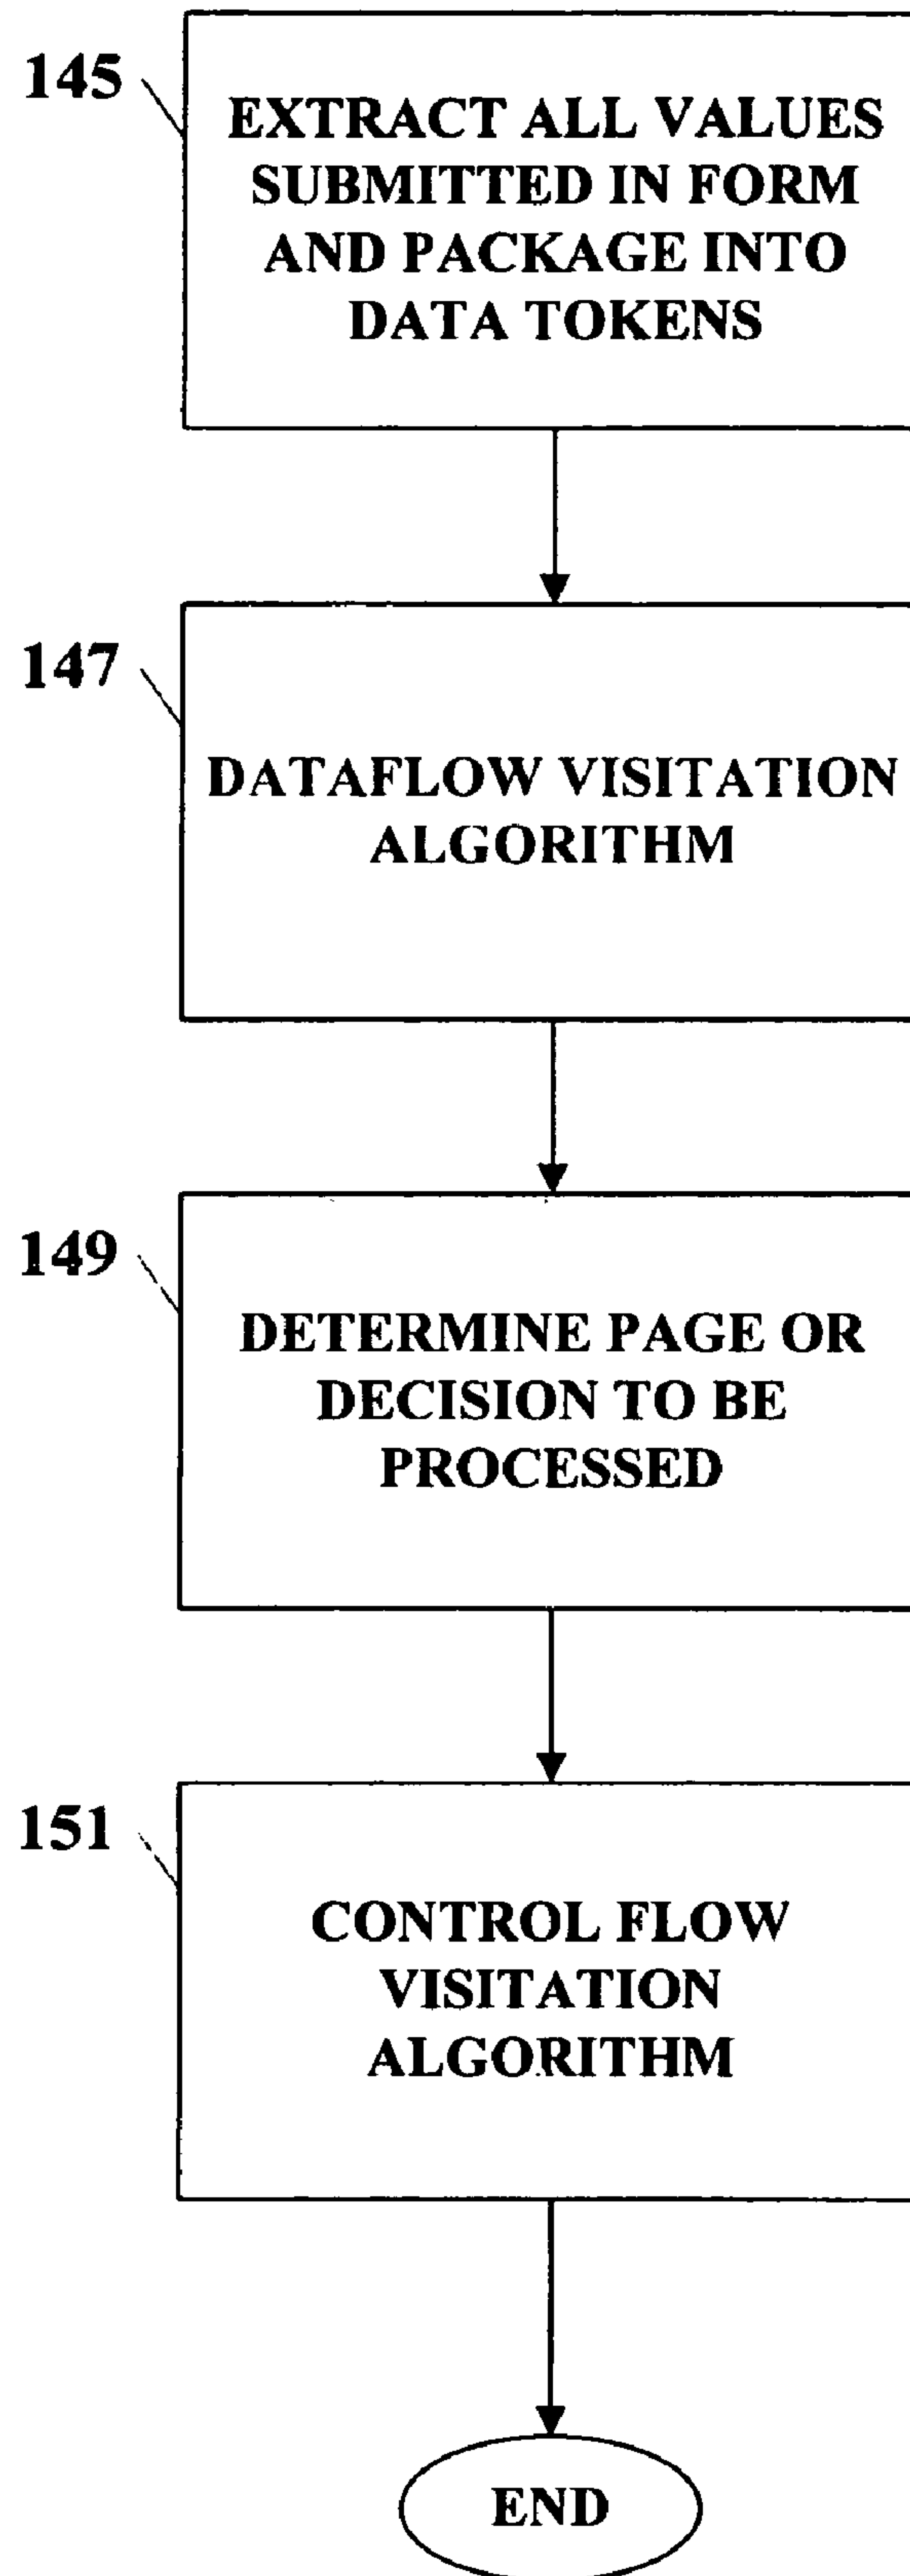 145
EXTRACT ALL VALUES
SUBMITTED IN FORM
AND PACKAGE INTO
DATA TOKENS
147
DATAFLOW VISITATION
ALGORITHM
149
DETERMINE PAGE OR
DECISION TO BE
PROCESSED
151
CONTROL FLOW
VISITATION
ALGORITHM
END